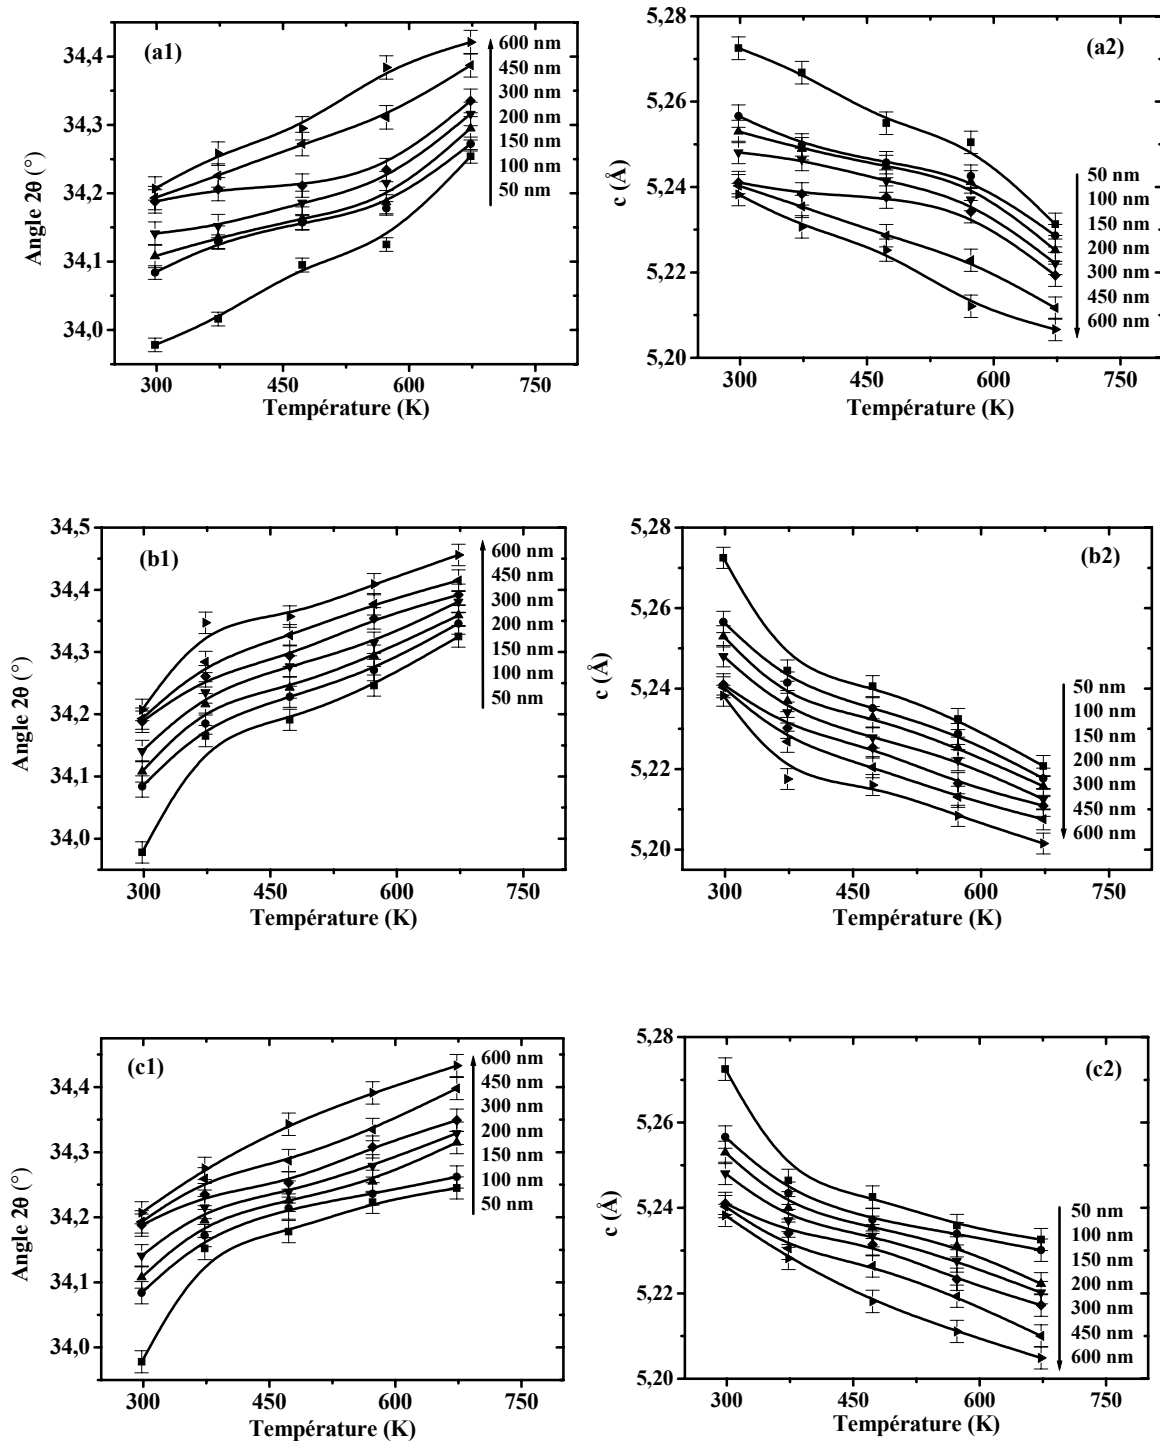 (a1)
34,4
34,3
34,2
34,1
34,0
Angle 2θ (°)
300
450
600
750
Température (K)
600 nm
450 nm
300 nm
200 nm
150 nm
100 nm
50 nm
(a2)
5,28
5,26
5,24
5,22
5,20
c (Å)
300
450
600
750
Température (K)
50 nm
100 nm
150 nm
200 nm
300 nm
450 nm
600 nm
(b1)
34,5
34,4
34,3
34,2
34,1
34,0
Angle 2θ (°)
300
450
600
750
Température (K)
600 nm
450 nm
300 nm
200 nm
150 nm
100 nm
50 nm
(b2)
5,28
5,26
5,24
5,22
5,20
c (Å)
300
450
600
750
Température (K)
50 nm
100 nm
150 nm
200 nm
300 nm
450 nm
600 nm
(c1)
34,4
34,3
34,2
34,1
34,0
Angle 2θ (°)
300
450
600
750
Température (K)
600 nm
450 nm
300 nm
200 nm
150 nm
100 nm
50 nm
(c2)
5,28
5,26
5,24
5,22
5,20
c (Å)
300
450
600
750
Température (K)
50 nm
100 nm
150 nm
200 nm
300 nm
450 nm
600 nm